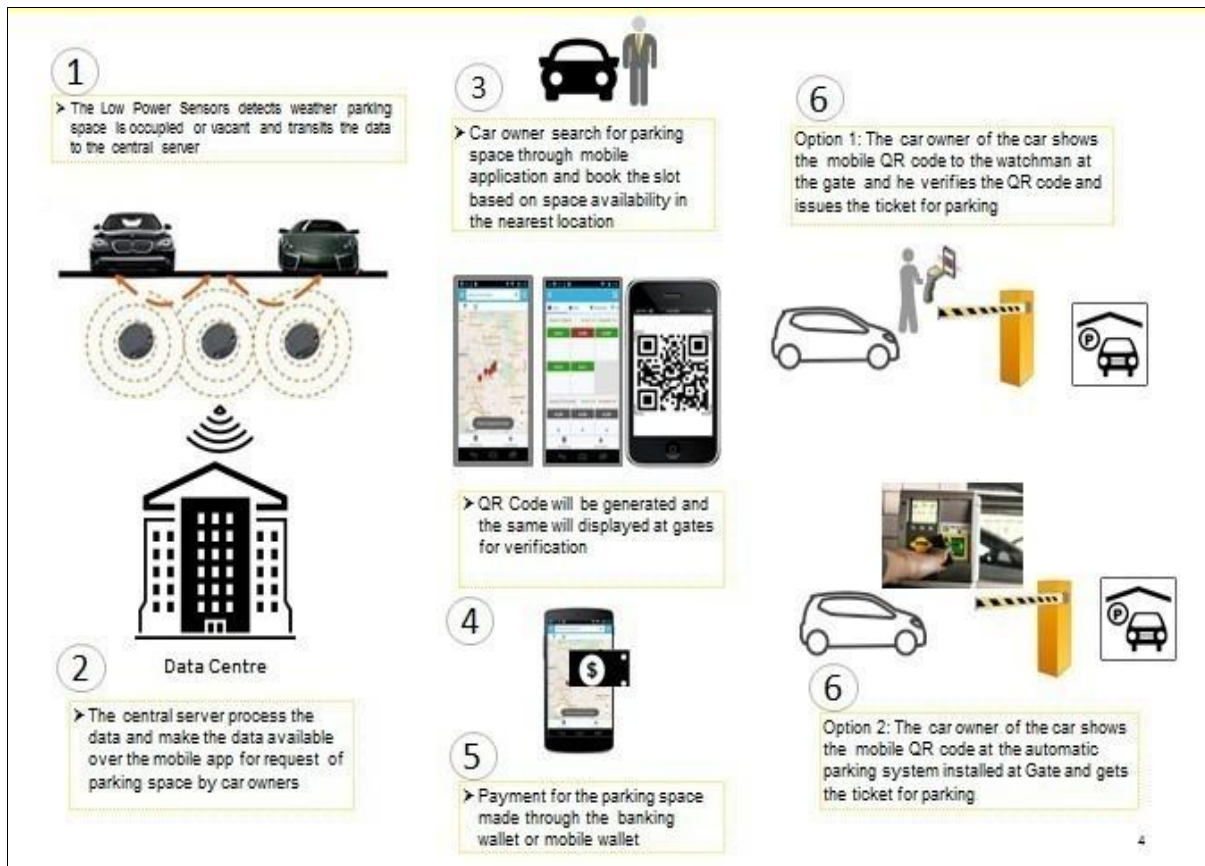 1
➤ The Low Power Sensors detects weather parking
space is occupied or vacant and transits the data
to the central server
Data Centre
2
➤ The central server process the
data and make the data available
over the mobile app for request of
parking space by car owners
3
➤ Car owner search for parking
space through mobile
application and book the slot
based on space availability in
the nearest location
➤ QR Code will be generated and
the same will displayed at gates
for verification
4
$
5
➤ Payment for the parking space
made through the banking
wallet or mobile wallet
6
Option 1: The car owner of the car shows
the mobile QR code to the watchman at
the gate and he verifies the QR code and
issues the ticket for parking
P
P
6
Option 2: The car owner of the car shows
the mobile QR code at the automatic
parking system installed at Gate and gets
the ticket for parking
4